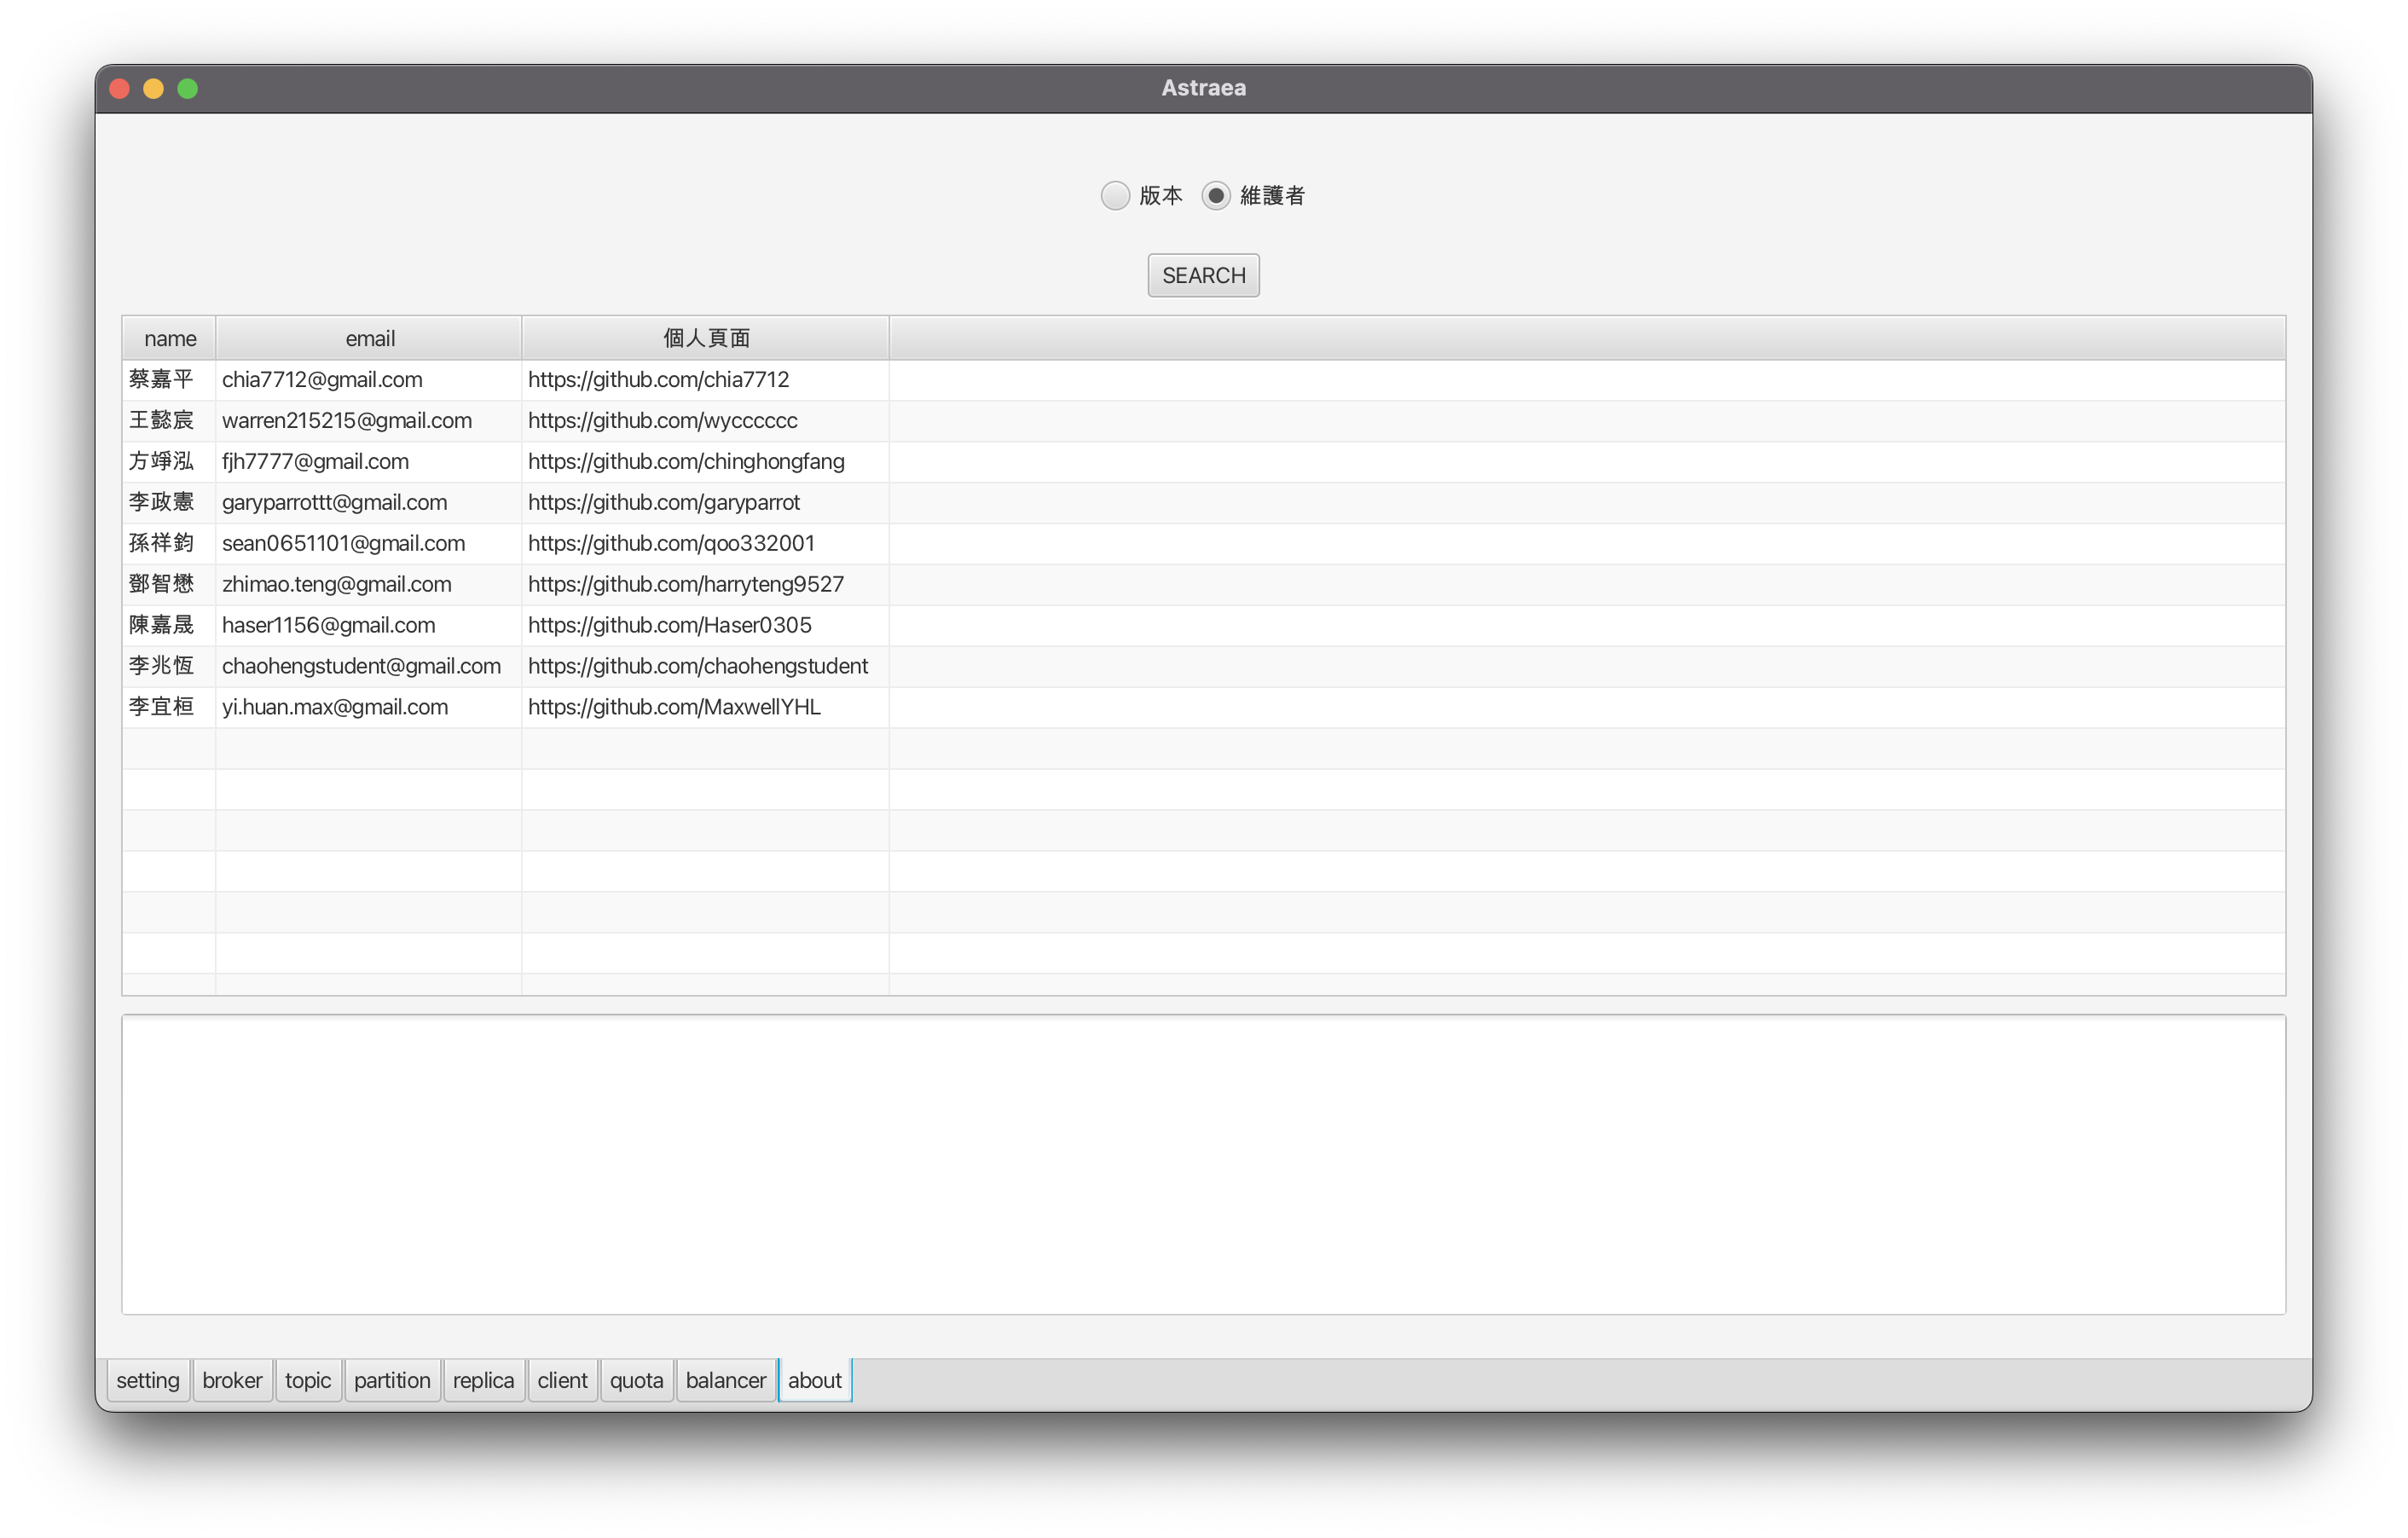 Astraea
版本 維護者
SEARCH
name email 個人頁面
蔡嘉平 chia7712@gmail.com https://github.com/chia7712
王懿宸 warren215215@gmail.com https://github.com/wycccccc
方竫泓 fjh7777@gmail.com https://github.com/chinghongfang
李政憲 garyparrottt@gmail.com https://github.com/garyparrot
孫祥鈞 sean0651101@gmail.com https://github.com/qoo332001
鄧智懋 zhimao.teng@gmail.com https://github.com/harryteng9527
陳嘉晟 haser1156@gmail.com https://github.com/Haser0305
李兆恆 chaohengstudent@gmail.com https://github.com/chaohengstudent
李宜桓 yi.huan.max@gmail.com https://github.com/MaxwellYHL
setting broker topic partition replica client quota balancer about